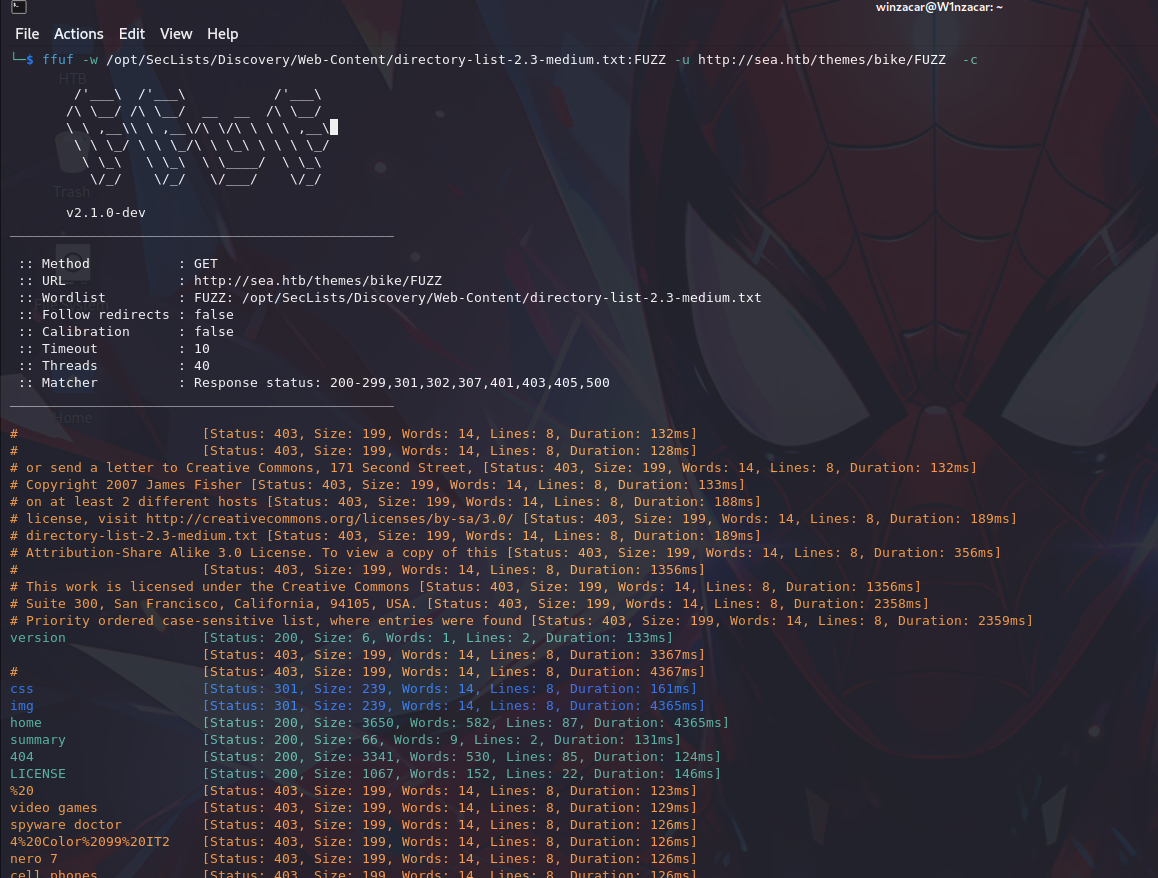 winzacar@W1nzacar: ~
File Actions Edit View Help
└─$ ffuf -w /opt/SecLists/Discovery/Web-Content/directory-list-2.3-medium.txt:FUZZ -u http://sea.htb/themes/bike/FUZZ  -c
HTB
        /'___\  /'___\           /'___\
       /\ \__/ /\ \__/  __  __  /\ \__/
       \ \ ,__\\ \ ,__\/\ \/\ \ \ \ ,__\
        \ \ \_/ \ \ \_/\ \ \_\ \ \ \ \_/
         \ \_\   \ \_\  \ \____/  \ \_\
          \/_/    \/_/   \/___/    \/_/
Trash
       v2.1.0-dev
________________________________________________
 :: Method           : GET
 :: URL              : http://sea.htb/themes/bike/FUZZ
 :: Wordlist         : FUZZ: /opt/SecLists/Discovery/Web-Content/directory-list-2.3-medium.txt
 :: Follow redirects : false
 :: Calibration      : false
 :: Timeout          : 10
 :: Threads          : 40
 :: Matcher          : Response status: 200-299,301,302,307,401,403,405,500
________________________________________________
Home
#                       [Status: 403, Size: 199, Words: 14, Lines: 8, Duration: 132ms]
#                       [Status: 403, Size: 199, Words: 14, Lines: 8, Duration: 128ms]
# or send a letter to Creative Commons, 171 Second Street, [Status: 403, Size: 199, Words: 14, Lines: 8, Duration: 132ms]
# Copyright 2007 James Fisher [Status: 403, Size: 199, Words: 14, Lines: 8, Duration: 133ms]
# on at least 2 different hosts [Status: 403, Size: 199, Words: 14, Lines: 8, Duration: 188ms]
# license, visit http://creativecommons.org/licenses/by-sa/3.0/ [Status: 403, Size: 199, Words: 14, Lines: 8, Duration: 189ms]
# directory-list-2.3-medium.txt [Status: 403, Size: 199, Words: 14, Lines: 8, Duration: 189ms]
# Attribution-Share Alike 3.0 License. To view a copy of this [Status: 403, Size: 199, Words: 14, Lines: 8, Duration: 356ms]
#                       [Status: 403, Size: 199, Words: 14, Lines: 8, Duration: 1356ms]
# This work is licensed under the Creative Commons [Status: 403, Size: 199, Words: 14, Lines: 8, Duration: 1356ms]
# Suite 300, San Francisco, California, 94105, USA. [Status: 403, Size: 199, Words: 14, Lines: 8, Duration: 2358ms]
# Priority ordered case-sensitive list, where entries were found [Status: 403, Size: 199, Words: 14, Lines: 8, Duration: 2359ms]
version                 [Status: 200, Size: 6, Words: 1, Lines: 2, Duration: 133ms]
                        [Status: 403, Size: 199, Words: 14, Lines: 8, Duration: 3367ms]
#                       [Status: 403, Size: 199, Words: 14, Lines: 8, Duration: 4367ms]
css                     [Status: 301, Size: 239, Words: 14, Lines: 8, Duration: 161ms]
img                     [Status: 301, Size: 239, Words: 14, Lines: 8, Duration: 4365ms]
home                    [Status: 200, Size: 3650, Words: 582, Lines: 87, Duration: 4365ms]
summary                 [Status: 200, Size: 66, Words: 9, Lines: 2, Duration: 131ms]
404                     [Status: 200, Size: 3341, Words: 530, Lines: 85, Duration: 124ms]
LICENSE                 [Status: 200, Size: 1067, Words: 152, Lines: 22, Duration: 146ms]
%20                     [Status: 403, Size: 199, Words: 14, Lines: 8, Duration: 123ms]
video games             [Status: 403, Size: 199, Words: 14, Lines: 8, Duration: 129ms]
spyware doctor          [Status: 403, Size: 199, Words: 14, Lines: 8, Duration: 126ms]
4%20Color%2099%20IT2    [Status: 403, Size: 199, Words: 14, Lines: 8, Duration: 126ms]
nero 7                  [Status: 403, Size: 199, Words: 14, Lines: 8, Duration: 126ms]
cell phones             [Status: 403, Size: 199, Words: 14, Lines: 8, Duration: 126ms]